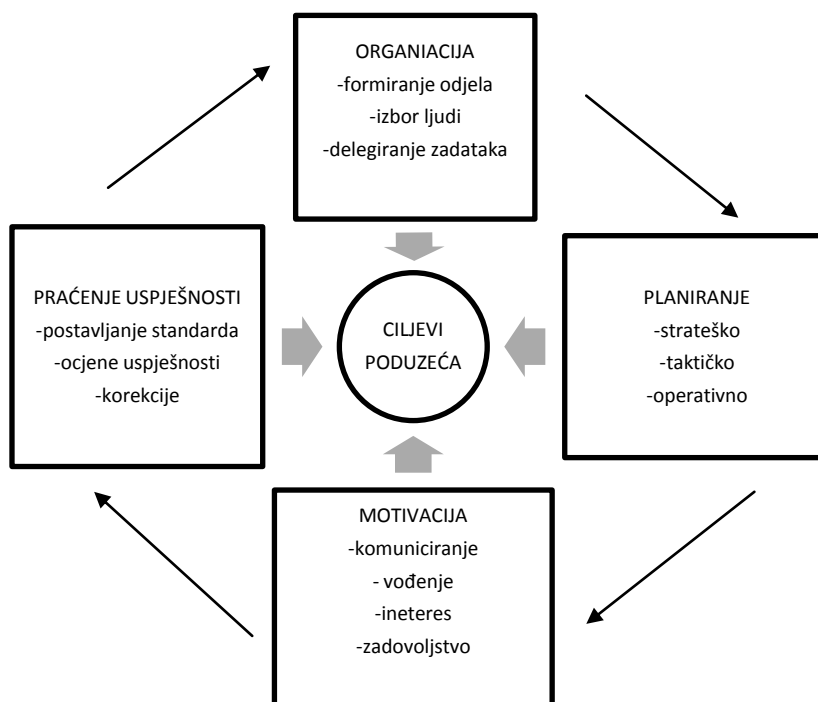 ORGANIACIJA
-formiranje odjela
-izbor ljudi
-delegiranje zadataka
PRAĆENJE USPJEŠNOSTI
-postavljanje standarda
-ocjene uspješnosti
-korekcije
CILJEVI
PODUZEĆA
PLANIRANJE
-strateško
-taktičko
-operativno
MOTIVACIJA
-komuniciranje
- vođenje
-ineteres
-zadovoljstvo